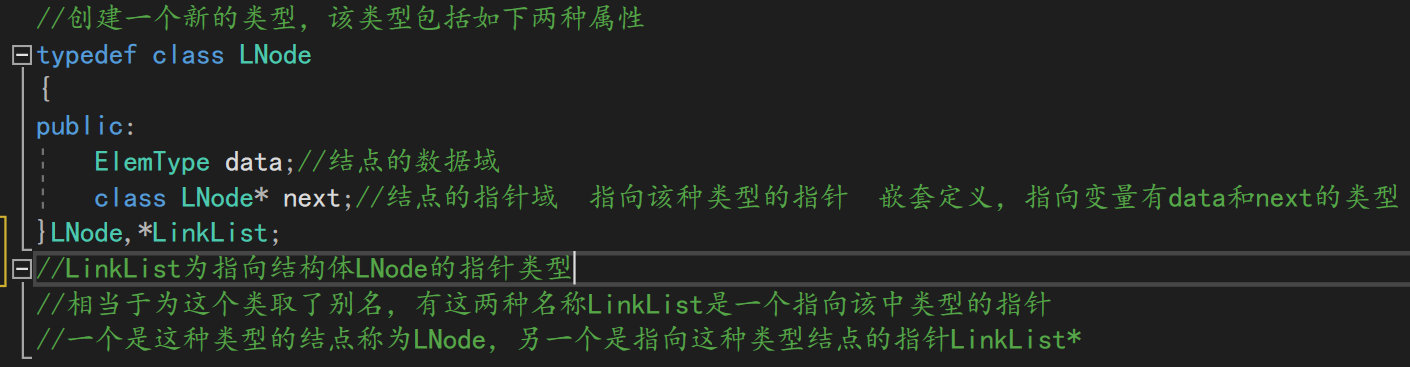 //创建一个新的类型，该类型包括如下两种属性
typedef class LNode
{
public:
ElemType data;//结点的数据域
class LNode* next;//结点的指针域  指向该种类型的指针  嵌套定义，指向变量有data和next的类型
}LNode,*LinkList;
//LinkList为指向结构体LNode的指针类型
//相当于为这个类取了别名，有这两种名称LinkList是一个指向该中类型的指针
//一个是这种类型的结点称为LNode，另一个是指向这种类型结点的指针LinkList*